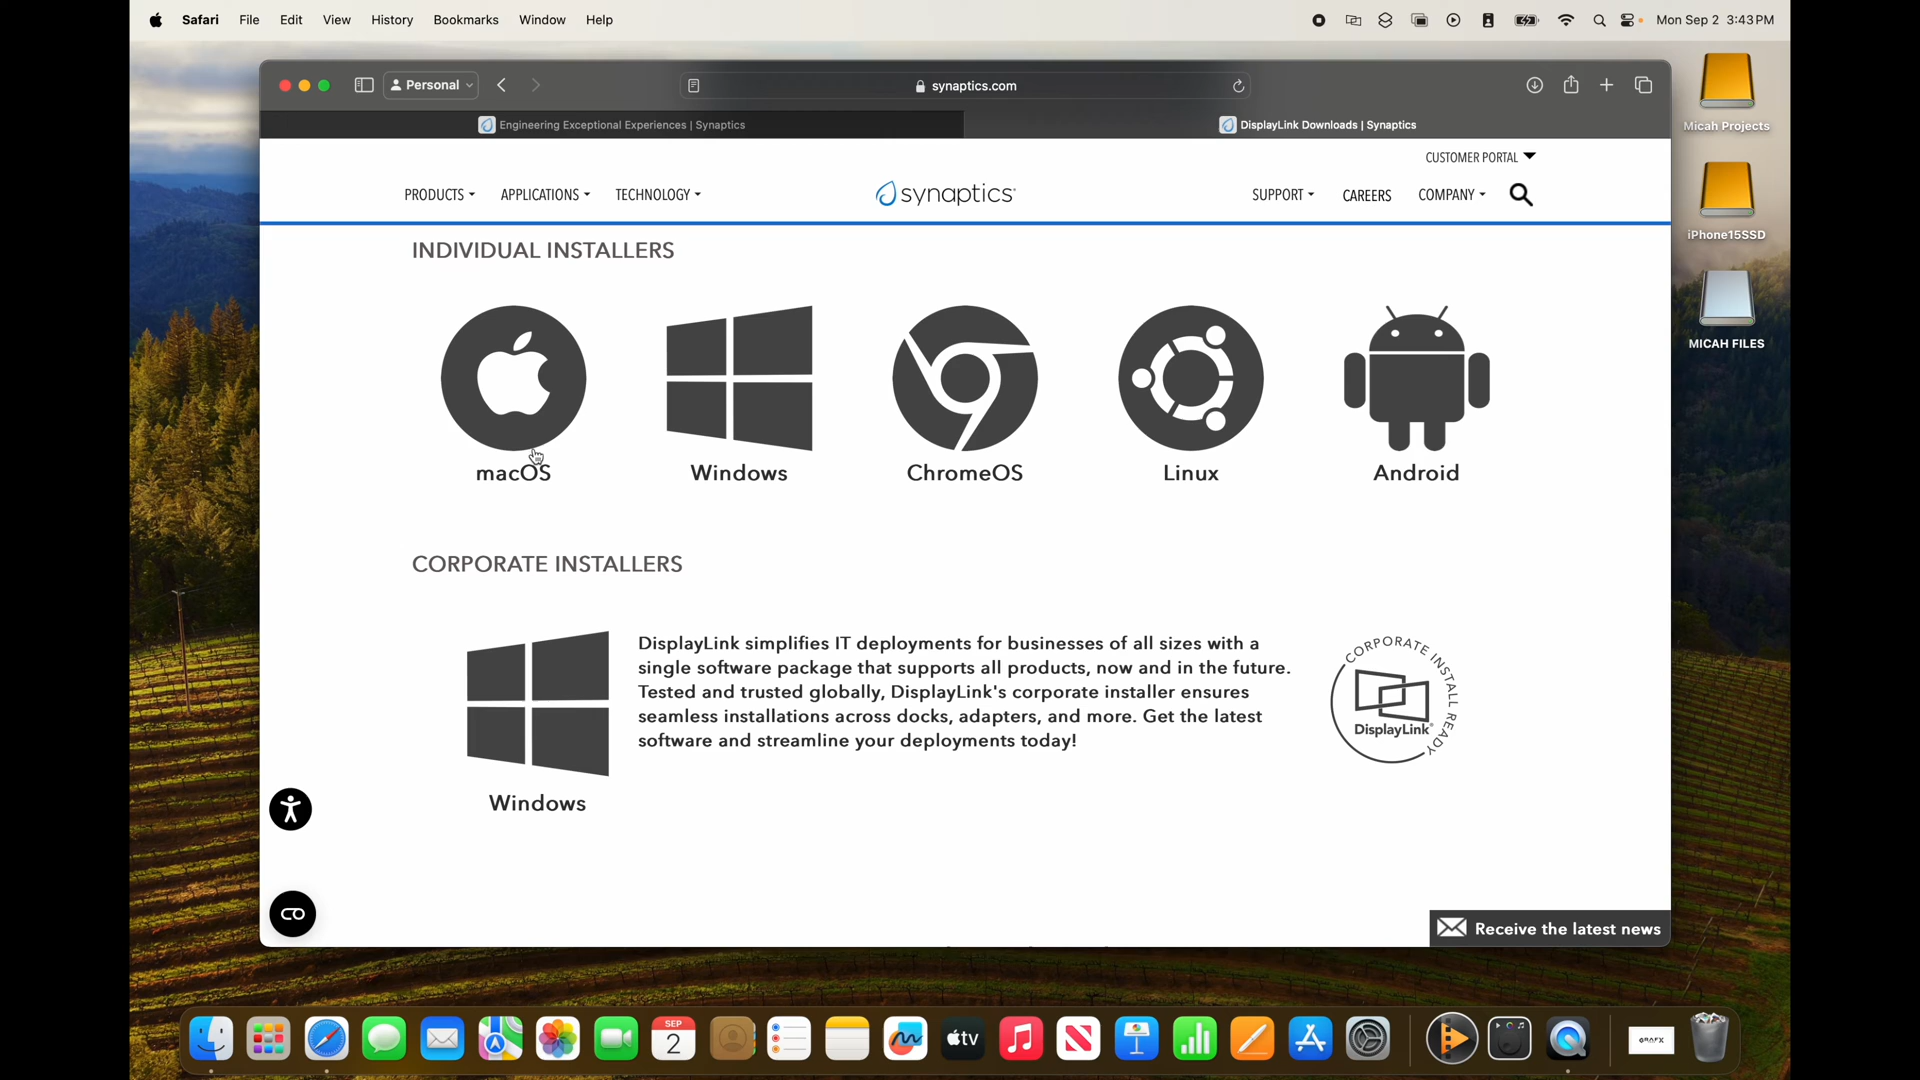 Safari File Edit View History Bookmarks Window Help Mon Sep 2 3:43 PM
Personal synaptics.com
Engineering Exceptional Experiences | Synaptics DisplayLink Downloads | Synaptics
Micah Projects
CUSTOMER PORTAL
PRODUCTS APPLICATIONS TECHNOLOGY synaptics SUPPORT CAREERS COMPANY
iPhone15SSD
INDIVIDUAL INSTALLERS
MICAH FILES
macOS Windows ChromeOS Linux Android
CORPORATE INSTALLERS
DisplayLink simplifies IT deployments for businesses of all sizes with a
single software package that supports all products, now and in the future.
Tested and trusted globally, DisplayLink's corporate installer ensures
seamless installations across docks, adapters, and more. Get the latest
software and streamline your deployments today!
CORPORATE INSTALL READY
DisplayLink®
Windows
Receive the latest news
SEP
2
tv
GRAFX